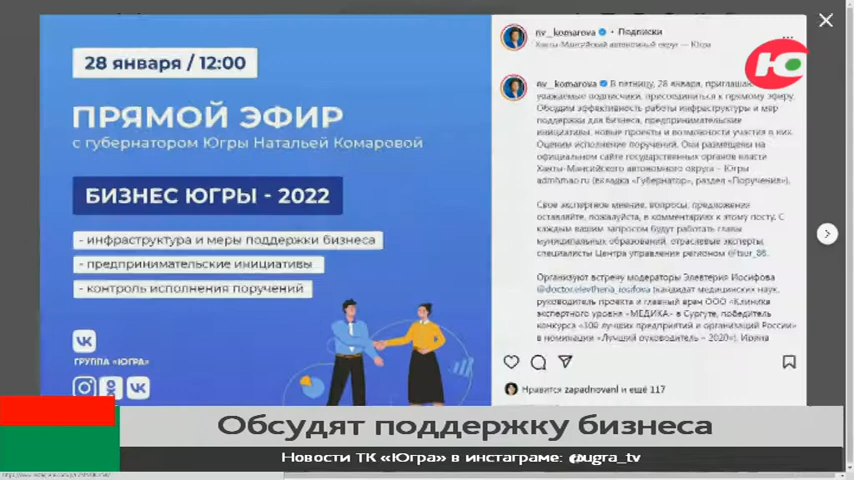 28 января / 12:00
ПРЯМОЙ ЭФИР
с губернатором Югры Натальей Комаровой
БИЗНЕС ЮГРЫ - 2022
- инфраструктура и меры поддержки бизнеса
- предпринимательские инициативы
- контроль исполнения поручений
ГРУППА «ЮГРА»
nv_komarova • Подписки
Ханты-Мансийский автономный округ — Югра
Ю
nv_komarova В пятницу, 28 января, приглашаю
уважаемые подписчики, присоединиться к прямому эфиру.
Обсудим эффективность работы инфраструктуры и мер
поддержки для бизнеса, предпринимательские
инициативы, новые проекты и возможности участия в них.
Оценим исполнение поручений. Они размещены на
официальном сайте государственных органов власти
Ханты-Мансийского автономного округа – Югры
admhmao.ru (вкладка «Губернатор», раздел «Поручения»).
Свое экспертное мнение, вопросы, предложения
оставляйте, пожалуйста, в комментариях к этому посту. С
каждым вашим запросом будут работать главы
муниципальных образований, отраслевые эксперты,
специалисты Центра управления регионом @tsur_86.
Организуют встречу модераторы Элевтерия Иосифова
@doctor.elevtheria_iosifova (кандидат медицинских наук,
руководитель проекта и главный врач ООО «Клиника
экспертного уровня «МЕДИКА» в Сургуте, победитель
конкурса «100 лучших предприятий и организаций России»
в номинации «Лучший руководитель – 2020»), Ирина
Нравится zapadnovanl и ещё 117
Обсудят поддержку бизнеса
Новости ТК «Югра» в инстаграме: @ugra_tv